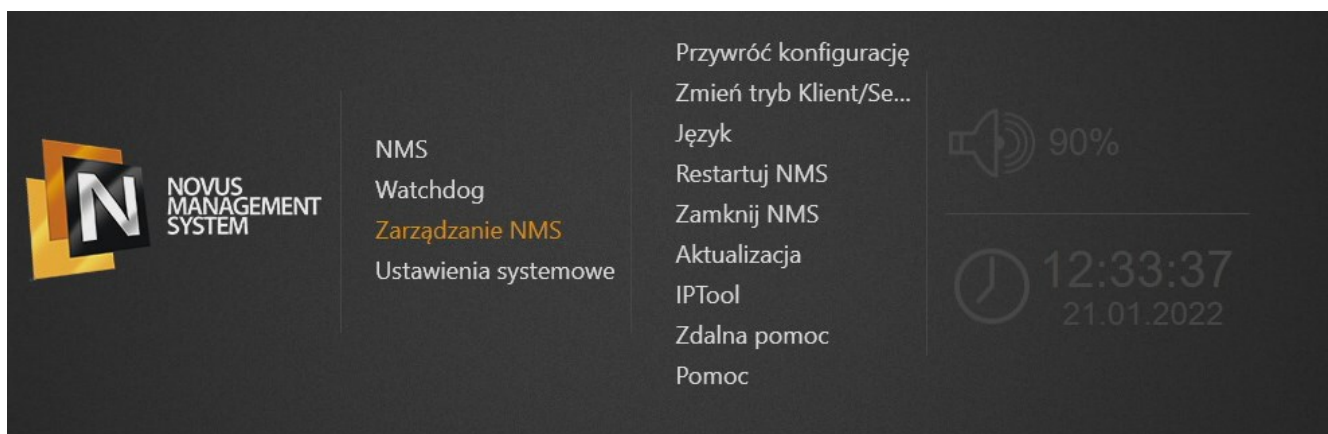 NOVUS
MANAGEMENT
SYSTEM
N
NMS
Watchdog
Zarządzanie NMS
Ustawienia systemowe
Przywróć konfigurację
Zmień tryb Klient/Se...
Język
Restartuj NMS
Zamknij NMS
Aktualizacja
IPTool
Zdalna pomoc
Pomoc
90%
12:33:37
21.01.2022